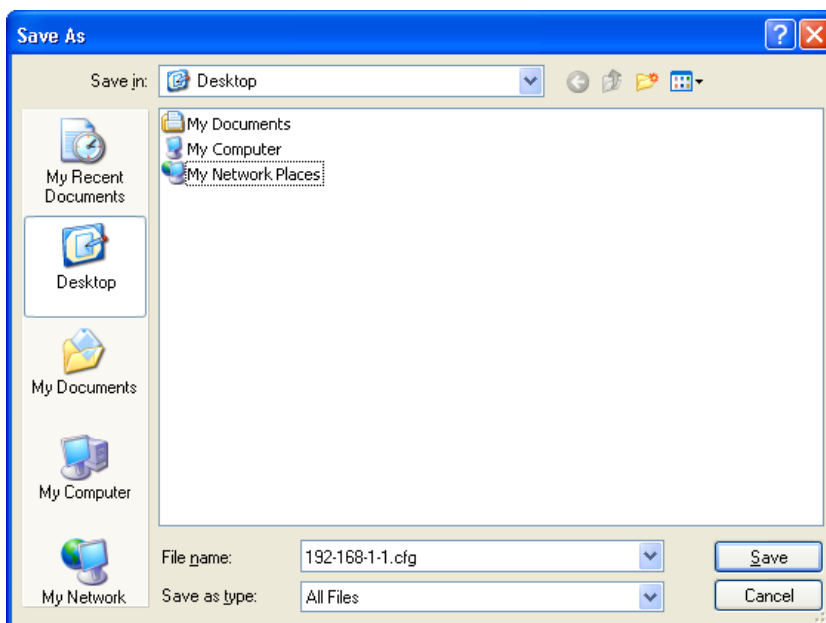 Save As
Save in: Desktop
My Recent
Documents
Desktop
My Documents
My Computer
My Network
My Documents
My Computer
My Network Places
File name: 192-168-1-1.cfg Save
Save as type: All Files Cancel